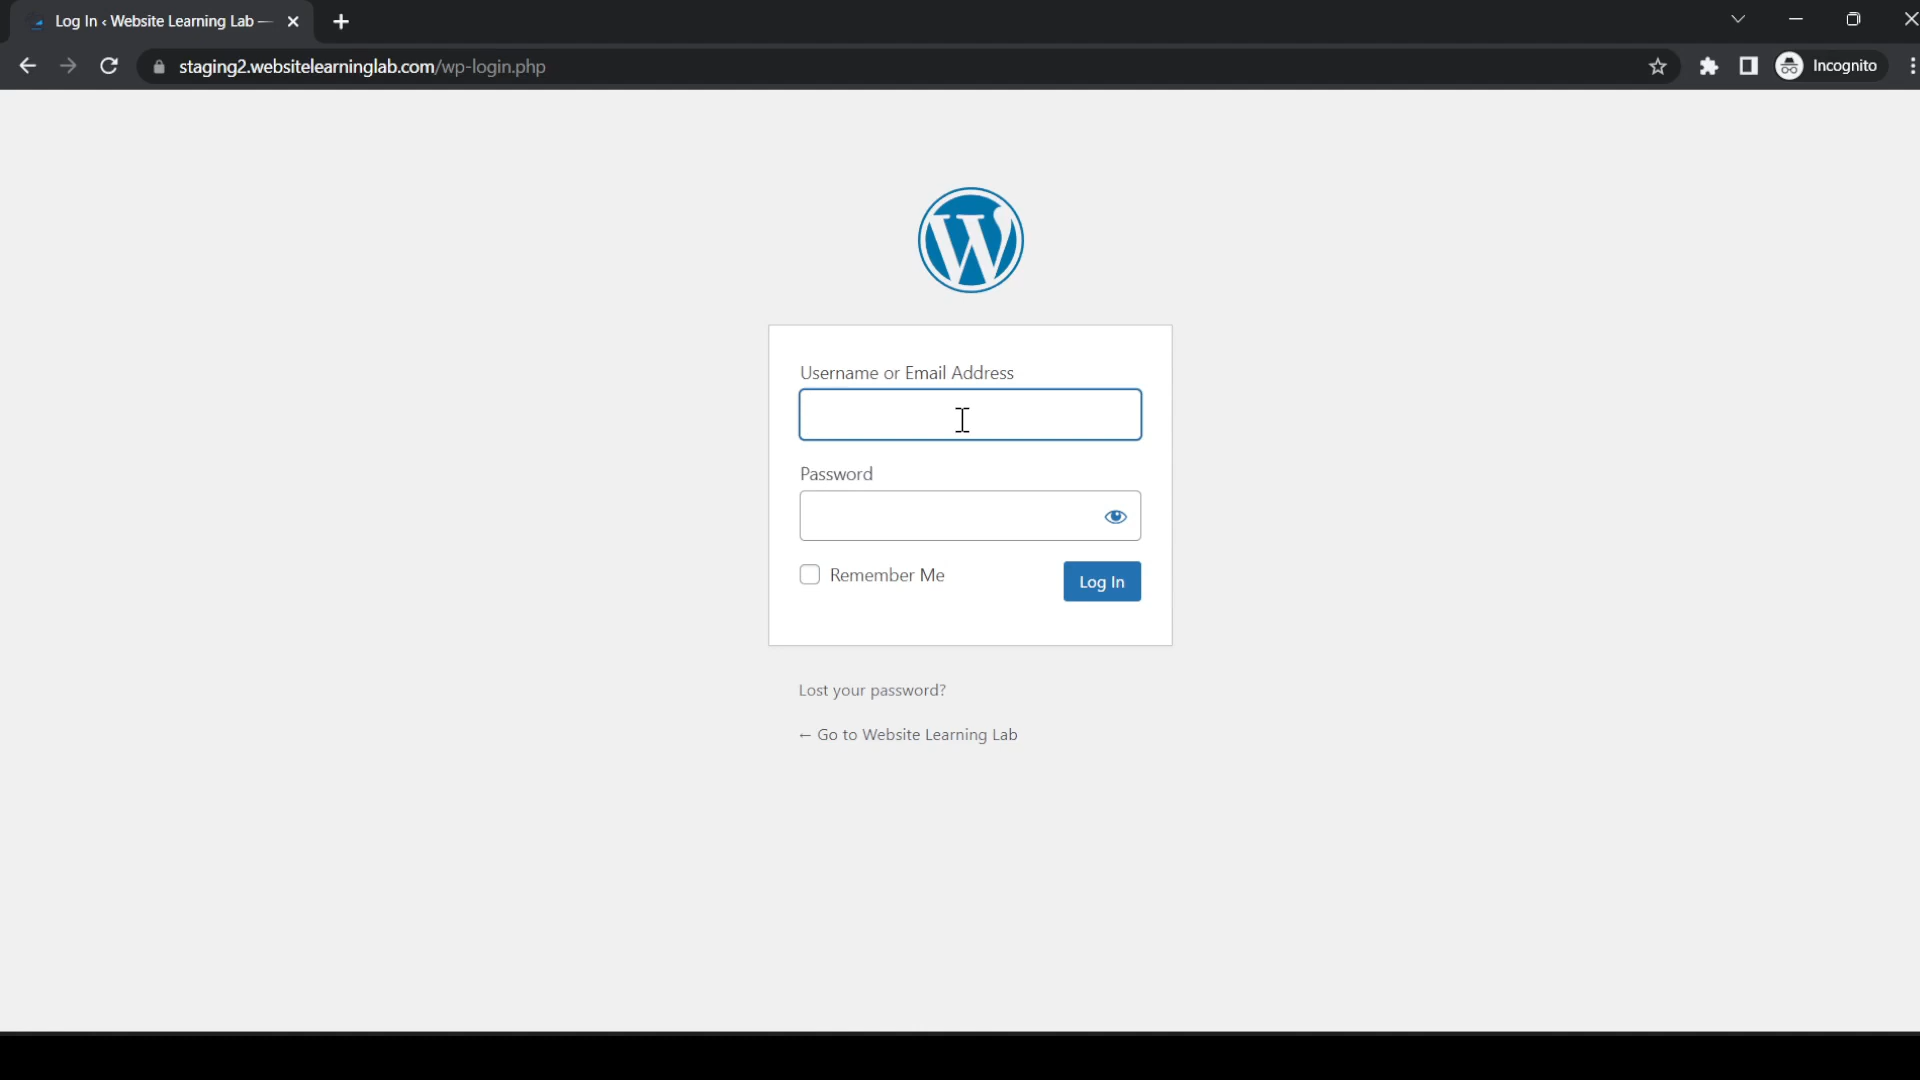 Log In ‹ Website Learning Lab —
staging2.websitelearninglab.com/wp-login.php
Incognito
Username or Email Address
Password
Remember Me
Log In
Lost your password?
← Go to Website Learning Lab